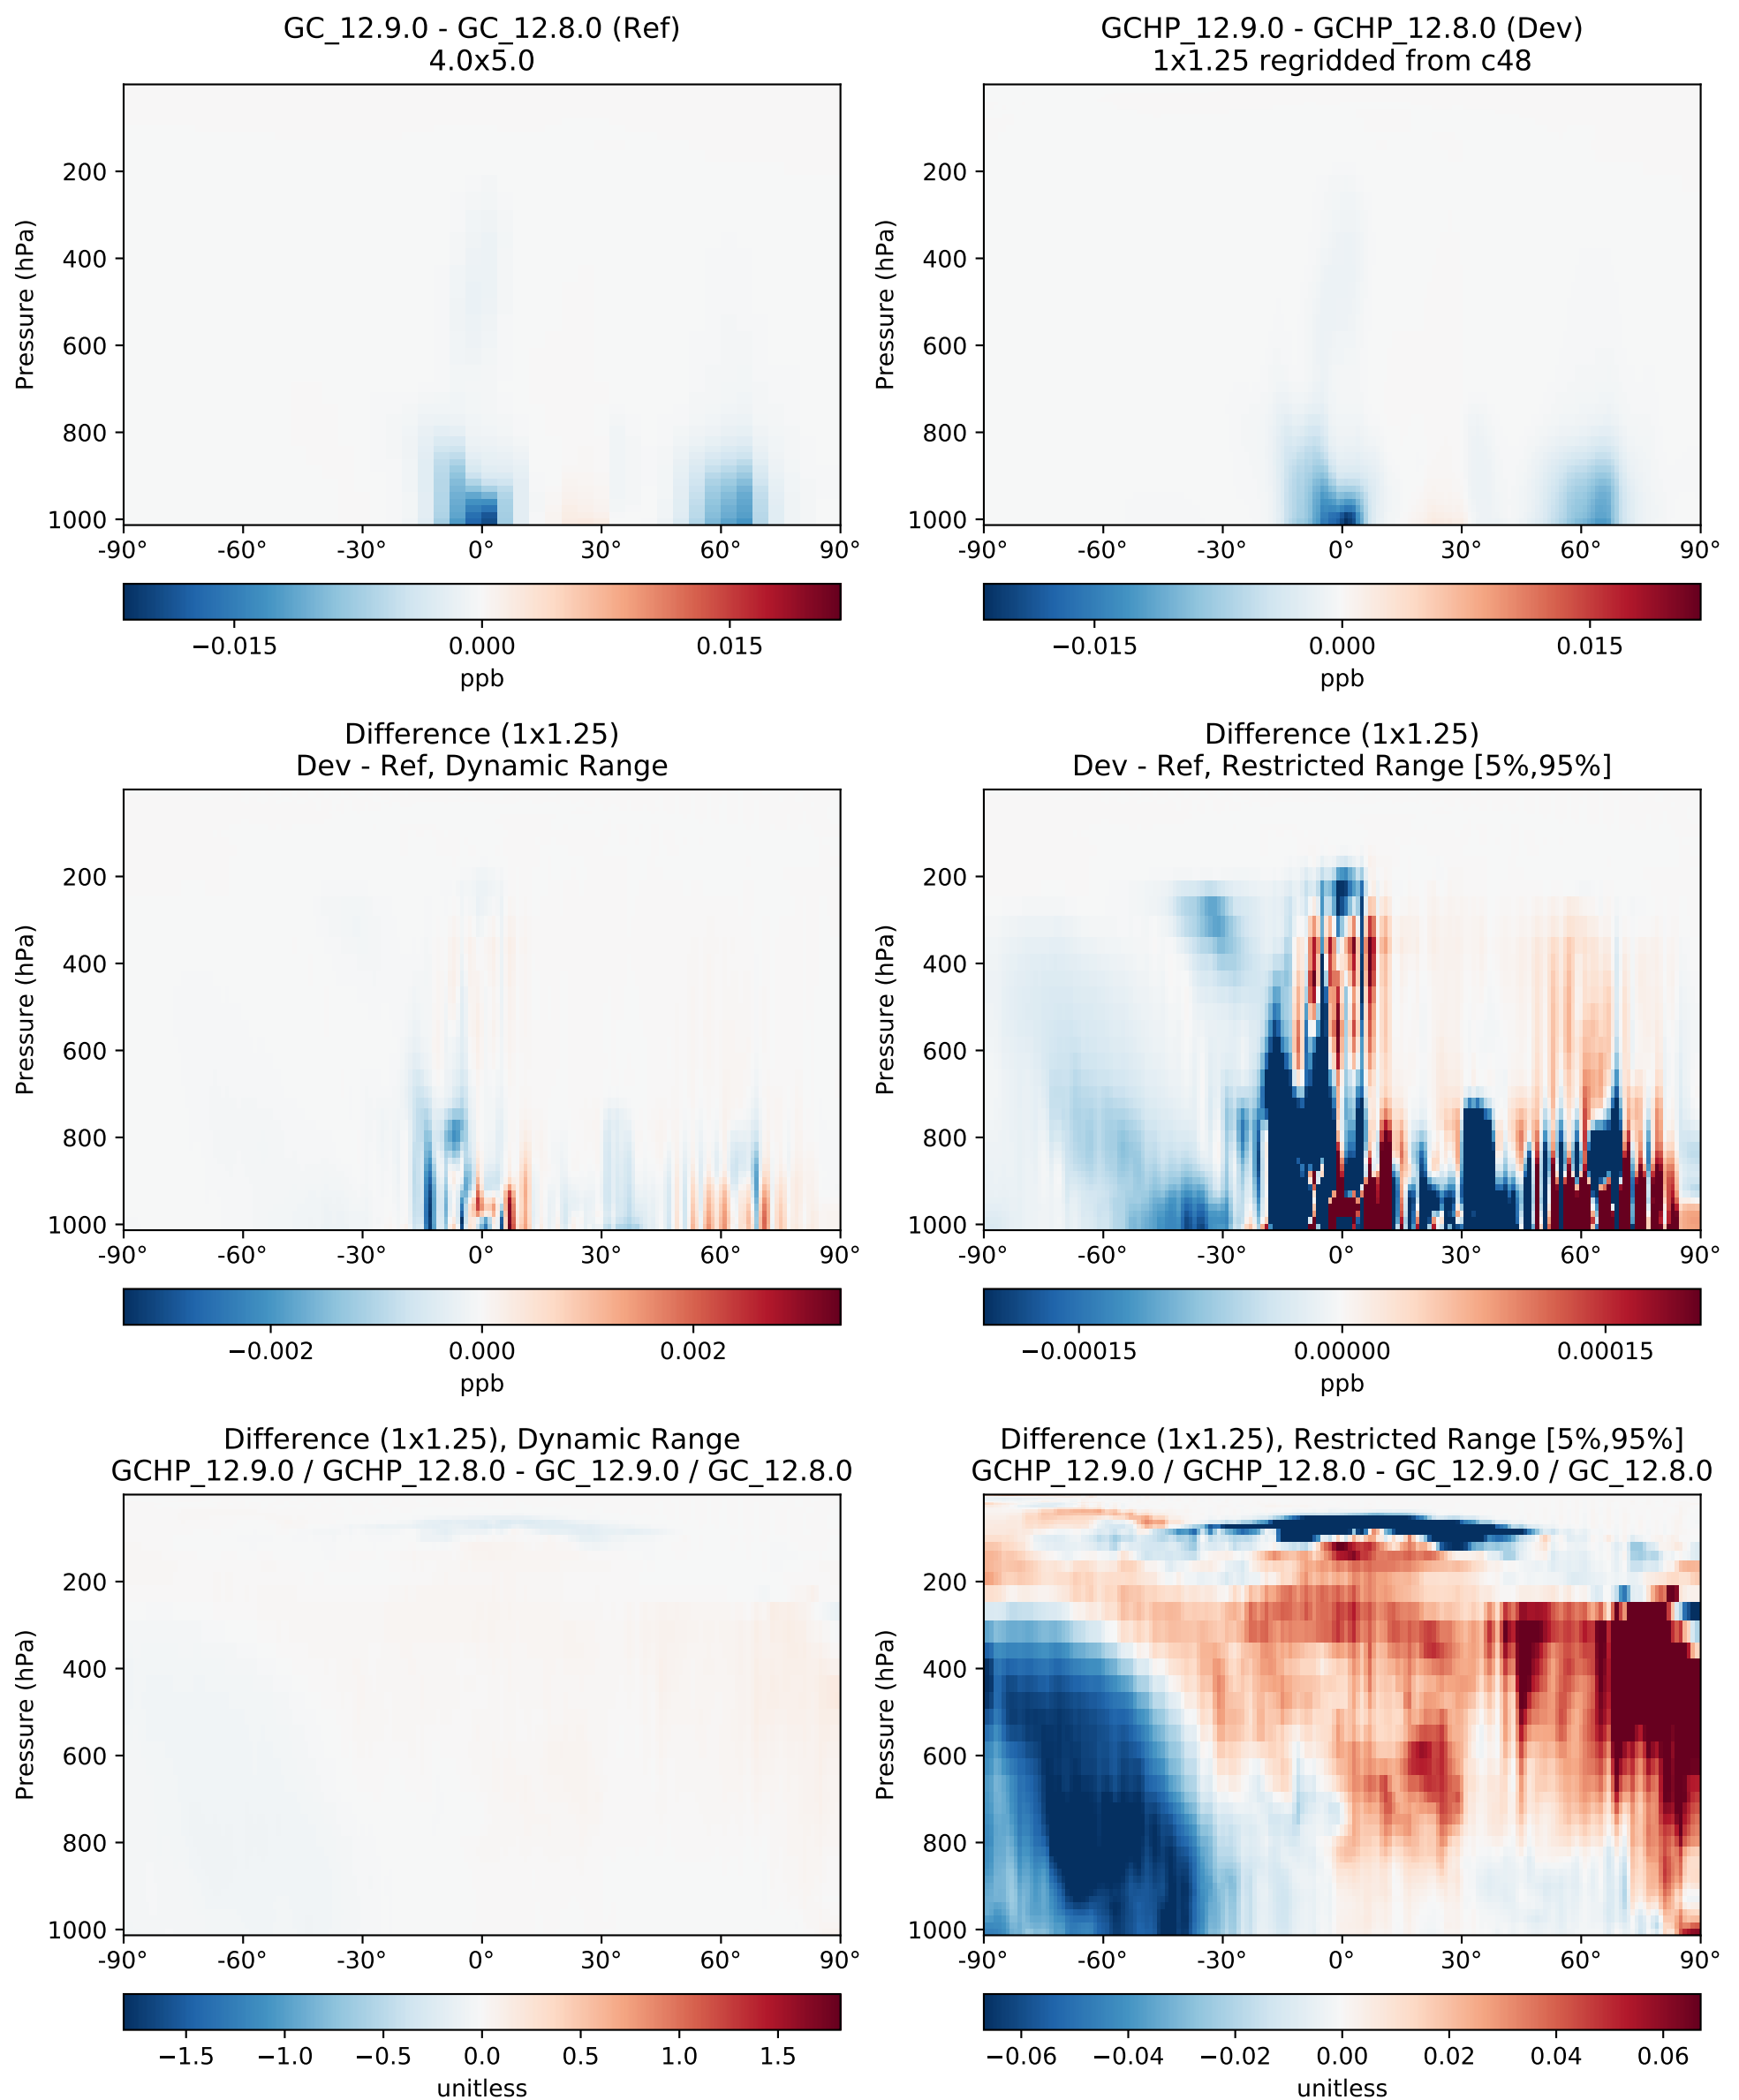 GC_12.9.0 - GC_12.8.0 (Ref)
4.0x5.0
Pressure (hPa)
200
400
600
800
1000
-90° -60° -30° 0° 30° 60° 90°
−0.015 0.000 0.015
ppb
GCHP_12.9.0 - GCHP_12.8.0 (Dev)
1x1.25 regridded from c48
Pressure (hPa)
200
400
600
800
1000
-90° -60° -30° 0° 30° 60° 90°
−0.015 0.000 0.015
ppb
Difference (1x1.25)
Dev - Ref, Dynamic Range
Pressure (hPa)
200
400
600
800
1000
-90° -60° -30° 0° 30° 60° 90°
−0.002 0.000 0.002
ppb
Difference (1x1.25)
Dev - Ref, Restricted Range [5%,95%]
Pressure (hPa)
200
400
600
800
1000
-90° -60° -30° 0° 30° 60° 90°
−0.00015 0.00000 0.00015
ppb
Difference (1x1.25), Dynamic Range
GCHP_12.9.0 / GCHP_12.8.0 - GC_12.9.0 / GC_12.8.0
Pressure (hPa)
200
400
600
800
1000
-90° -60° -30° 0° 30° 60° 90°
−1.5 −1.0 −0.5 0.0 0.5 1.0 1.5
unitless
Difference (1x1.25), Restricted Range [5%,95%]
GCHP_12.9.0 / GCHP_12.8.0 - GC_12.9.0 / GC_12.8.0
Pressure (hPa)
200
400
600
800
1000
-90° -60° -30° 0° 30° 60° 90°
−0.06 −0.04 −0.02 0.00 0.02 0.04 0.06
unitless